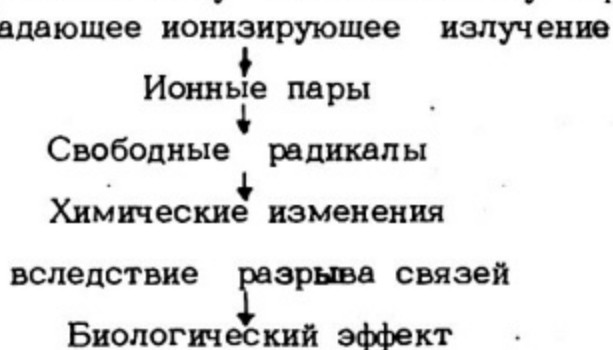 адающее ионизирующее излучение
Ионные пары
Свободные радикалы
Химические изменения
вследствие разрыва связей
Биологический эффект